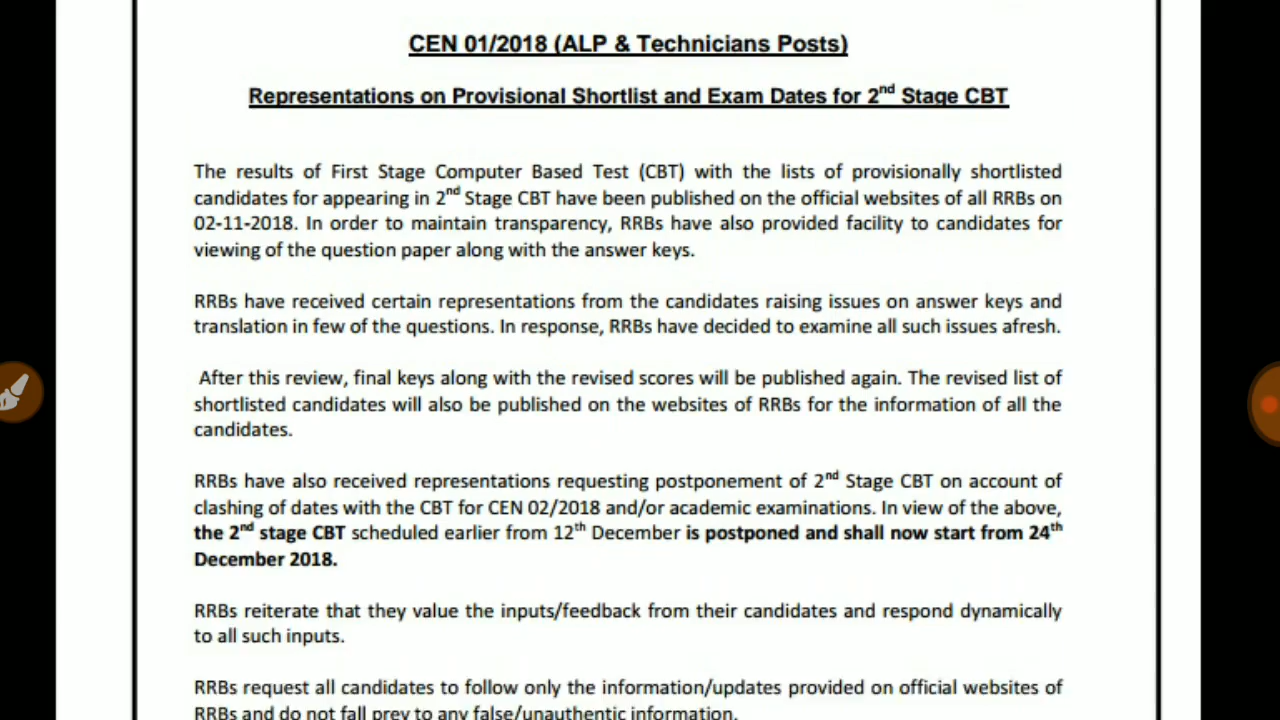 CEN 01/2018 (ALP & Technicians Posts)
Representations on Provisional Shortlist and Exam Dates for 2nd Stage CBT
The results of First Stage Computer Based Test (CBT) with the lists of provisionally shortlisted
candidates for appearing in 2nd Stage CBT have been published on the official websites of all RRBs on
02-11-2018. In order to maintain transparency, RRBs have also provided facility to candidates for
viewing of the question paper along with the answer keys.
RRBs have received certain representations from the candidates raising issues on answer keys and
translation in few of the questions. In response, RRBs have decided to examine all such issues afresh.
After this review, final keys along with the revised scores will be published again. The revised list of
shortlisted candidates will also be published on the websites of RRBs for the information of all the
candidates.
RRBs have also received representations requesting postponement of 2nd Stage CBT on account of
clashing of dates with the CBT for CEN 02/2018 and/or academic examinations. In view of the above,
the 2nd stage CBT scheduled earlier from 12th December is postponed and shall now start from 24th
December 2018.
RRBs reiterate that they value the inputs/feedback from their candidates and respond dynamically
to all such inputs.
RRBs request all candidates to follow only the information/updates provided on official websites of
RRBs and do not fall prey to any false/unauthentic information.